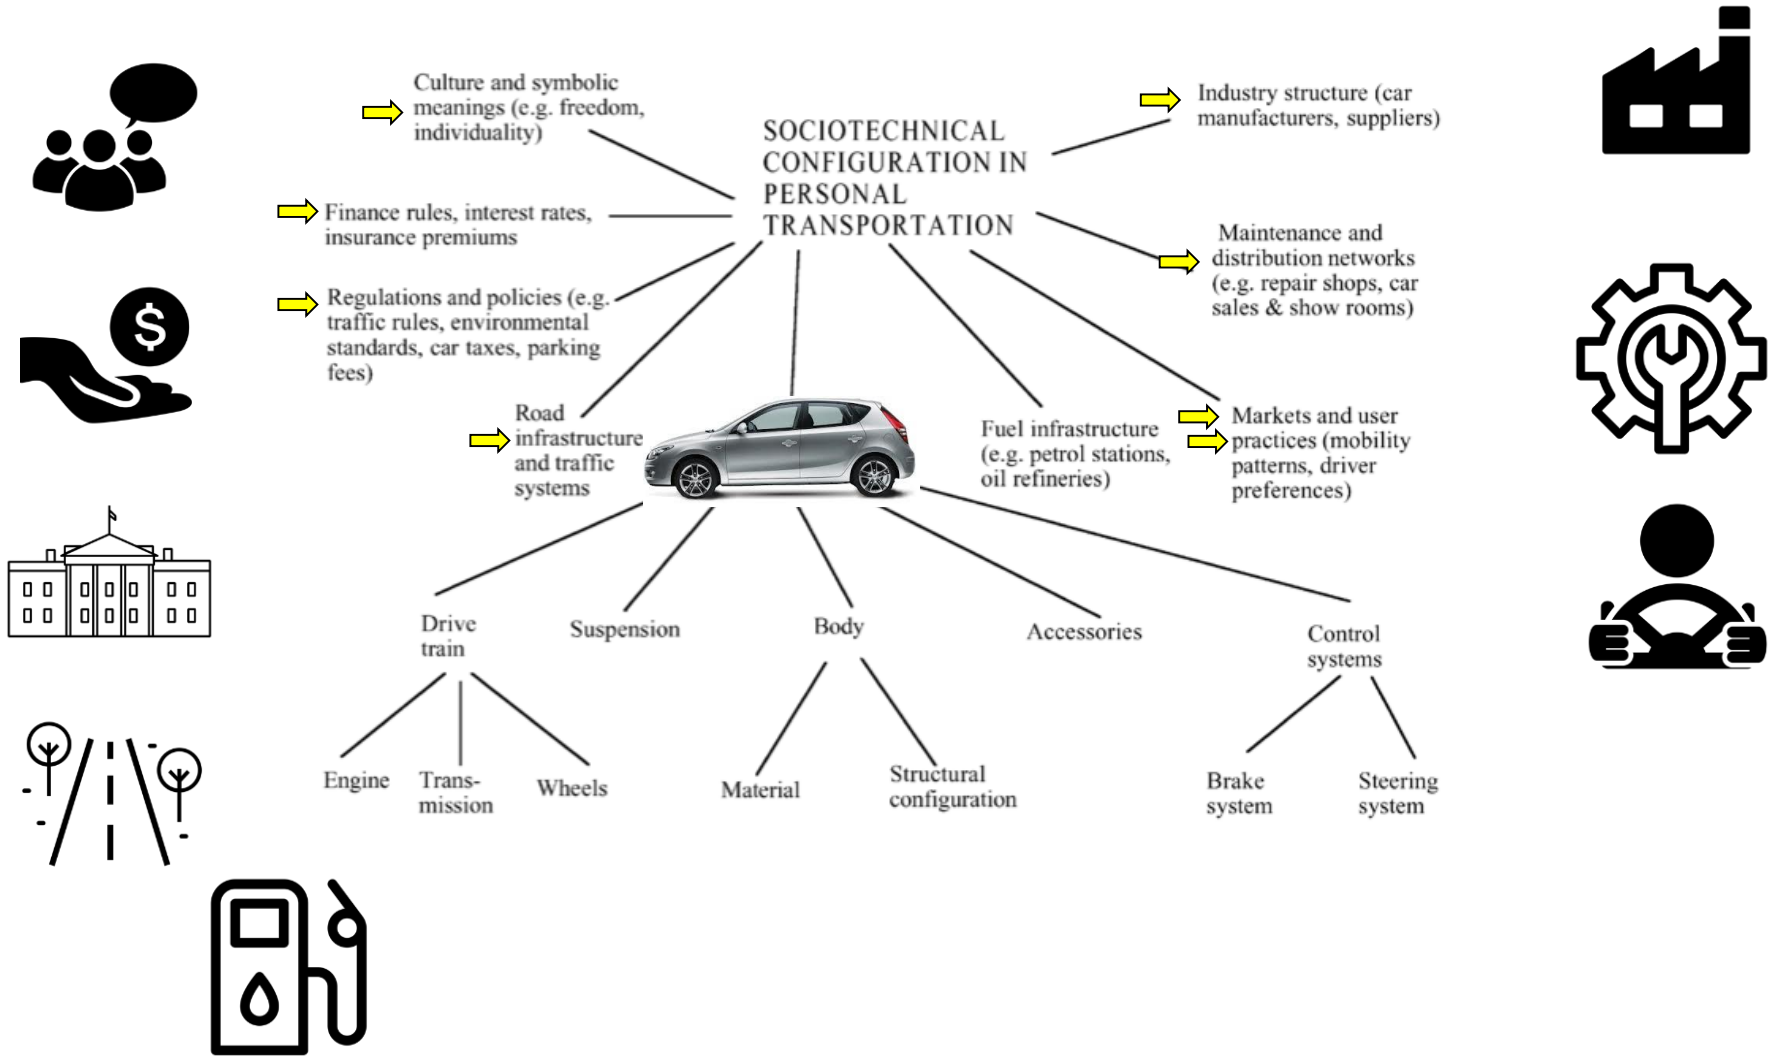 Culture and symbolic
meanings (e.g. freedom,
individuality)
SOCIOTECHNICAL
CONFIGURATION IN
PERSONAL
TRANSPORTATION
Industry structure (car
manufacturers, suppliers)
Finance rules, interest rates,
insurance premiums
Maintenance and
distribution networks
(e.g. repair shops, car
sales & show rooms)
Regulations and policies (e.g.
traffic rules, environmental
standards, car taxes, parking
fees)
$
Road
infrastructure
and traffic
systems
Fuel infrastructure
(e.g. petrol stations,
oil refineries)
Markets and user
practices (mobility
patterns, driver
preferences)
Drive
train
Suspension
Body
Accessories
Control
systems
Engine
Trans-
mission
Wheels
Material
Structural
configuration
Brake
system
Steering
system